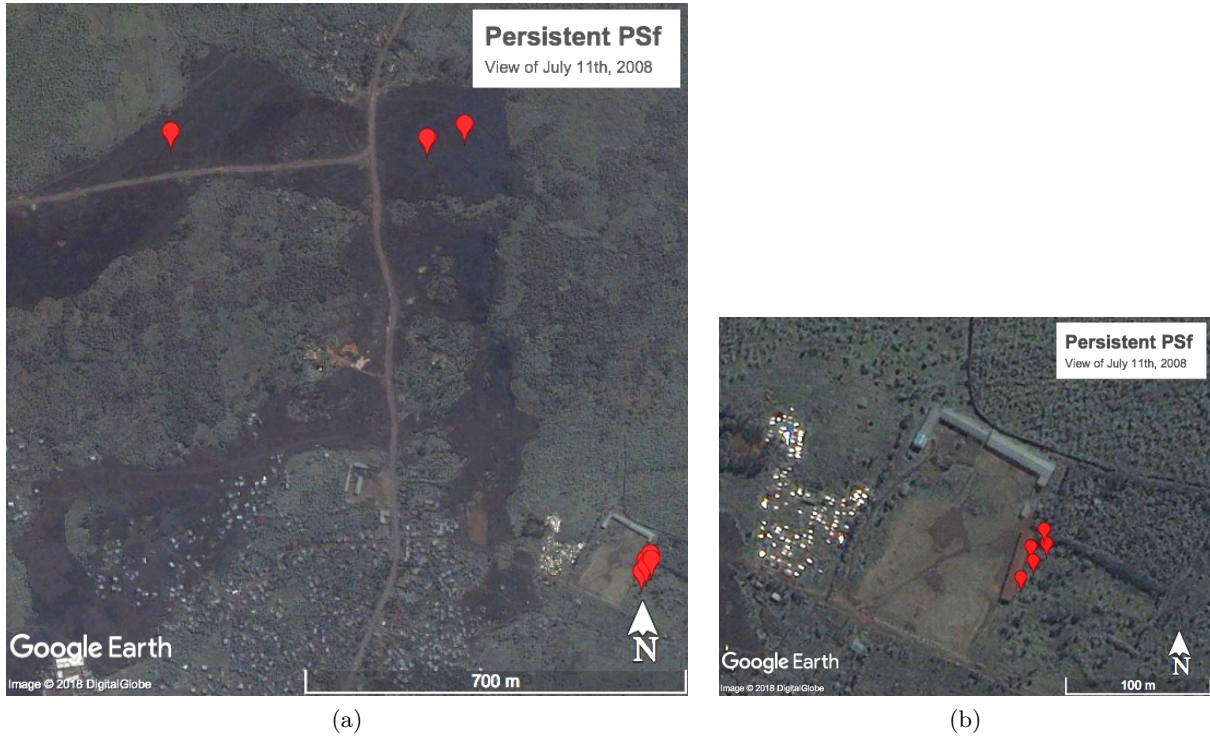 Persistent PSf
View of July 11th, 2008
Google Earth
Image © 2018 DigitalGlobe
N
700 m
(a)
Persistent PSf
View of July 11th, 2008
Google Earth
Image © 2018 DigitalGlobe
N
100 m
(b)